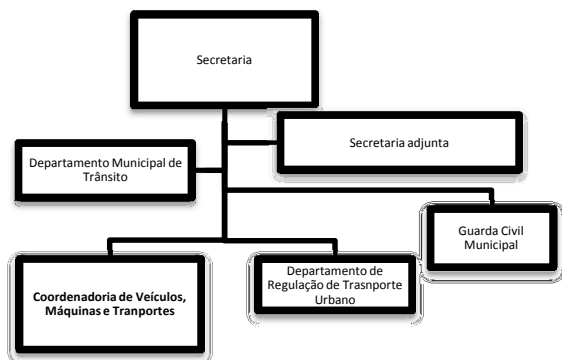 Secretaria
Secretaria adjunta
Departamento Municipal de
Trânsito
Guarda Civil
Municipal
Coordenadoria de Veículos,
Máquinas e Tranportes
Departamento de
Regulação de Trasnporte
Urbano